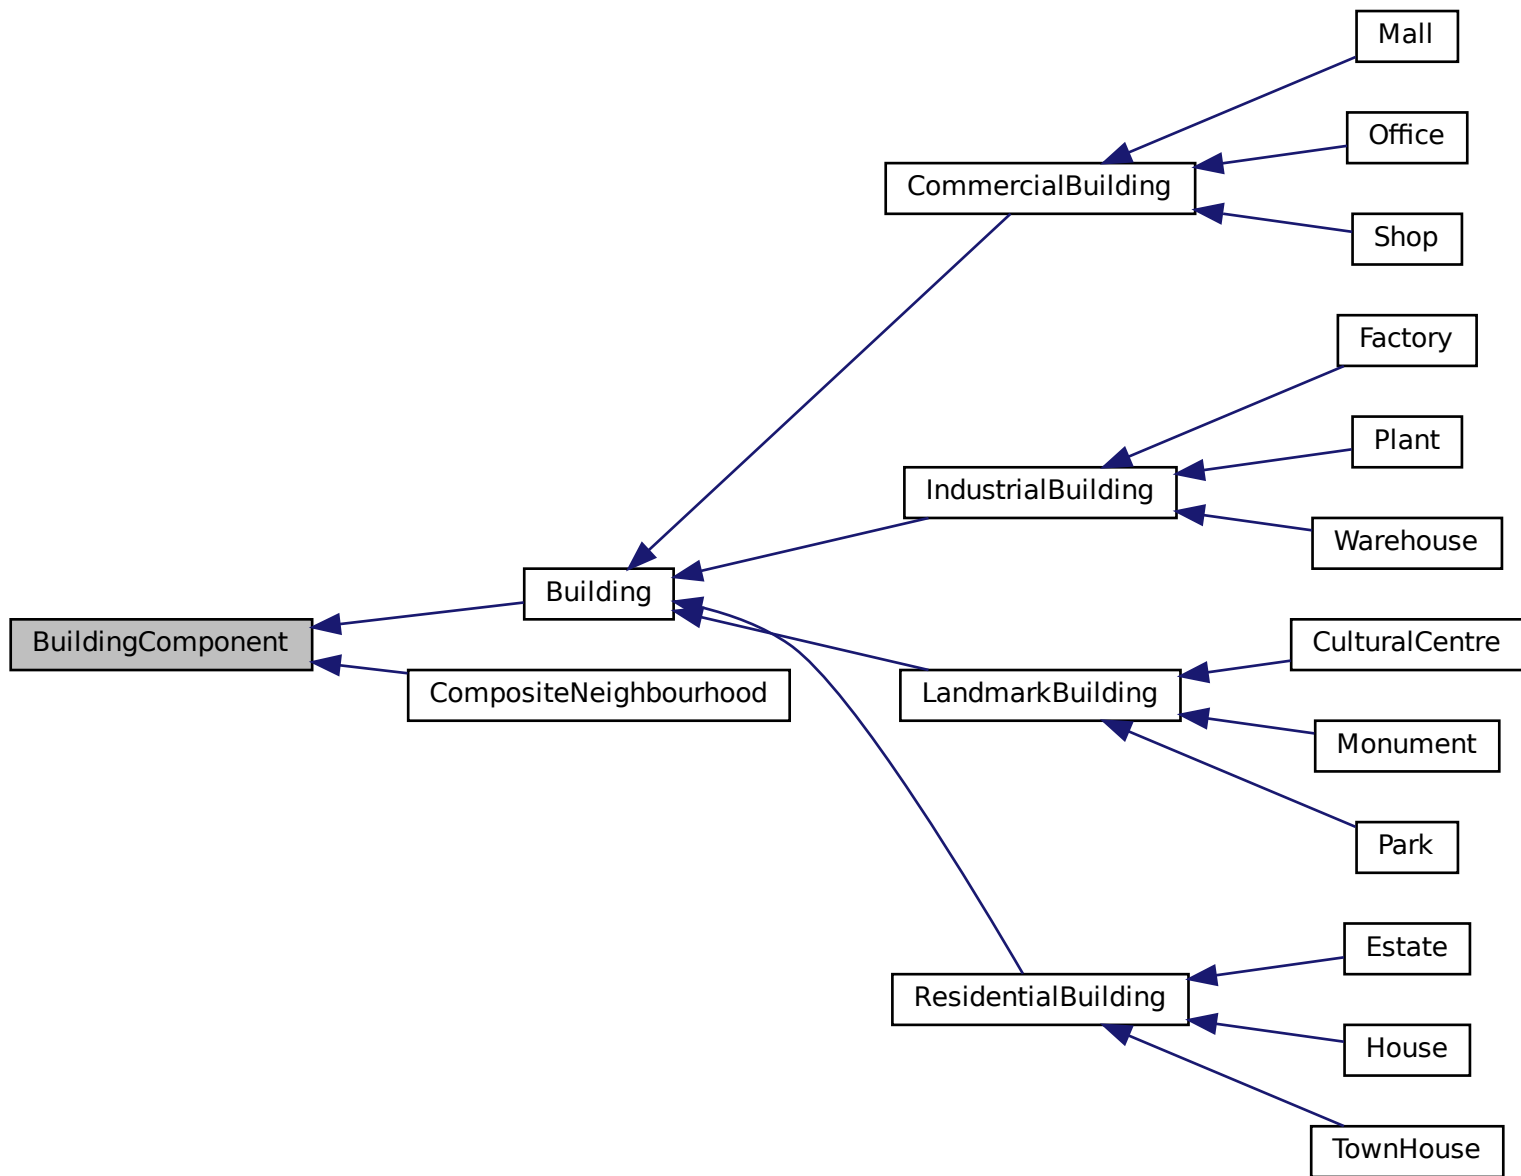 BuildingComponent
Building
CompositeNeighbourhood
CommercialBuilding
IndustrialBuilding
LandmarkBuilding
ResidentialBuilding
Mall
Office
Shop
Factory
Plant
Warehouse
CulturalCentre
Monument
Park
Estate
House
TownHouse